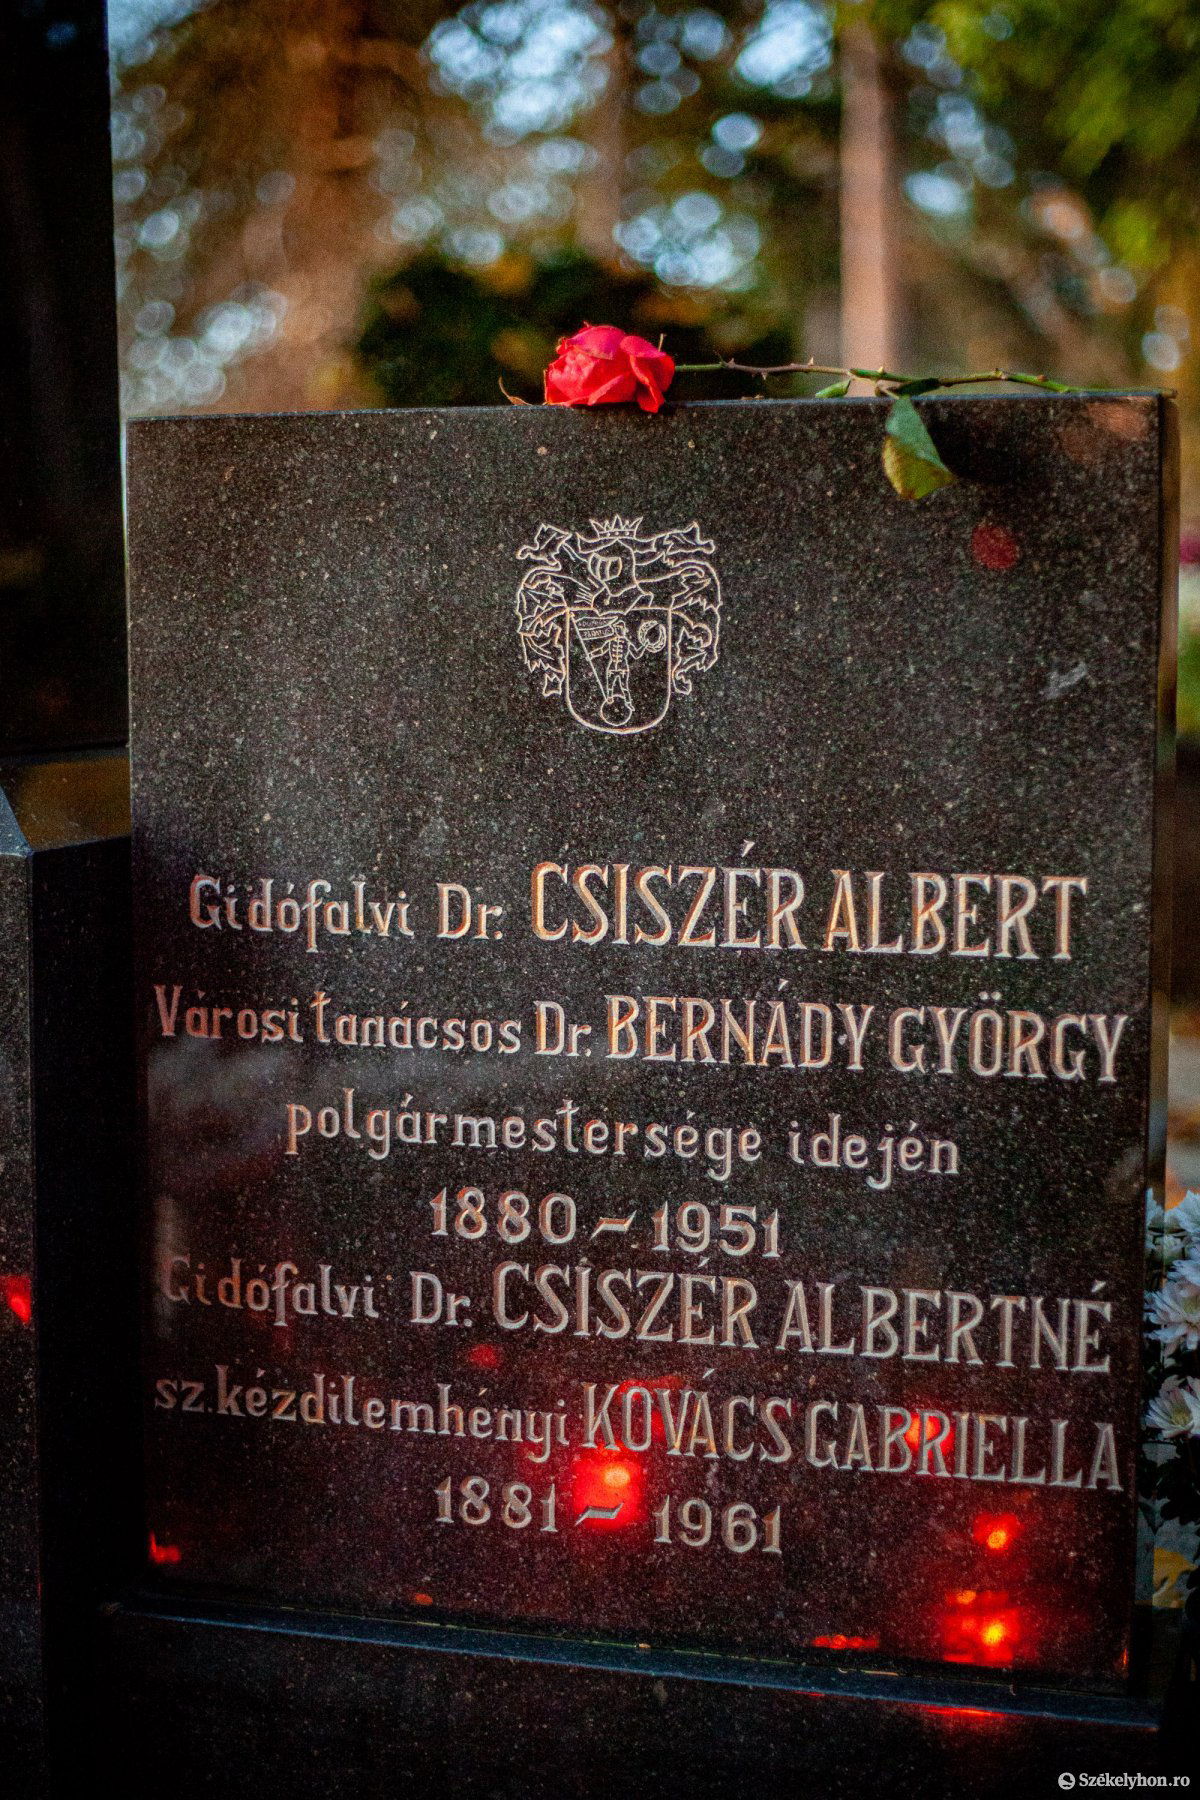 Gidófalvi Dr. CSISZÉR ALBERT
Városi tanácsos Dr. BERNÁDY GYÖRGY
polgármestersége idején
1880 - 1951
Gidófalvi Dr. CSISZÉR ALBERTNÉ
sz. kézdilemhényi KOVÁCS GABRIELLA
1881 - 1961
Székelyhon.ro